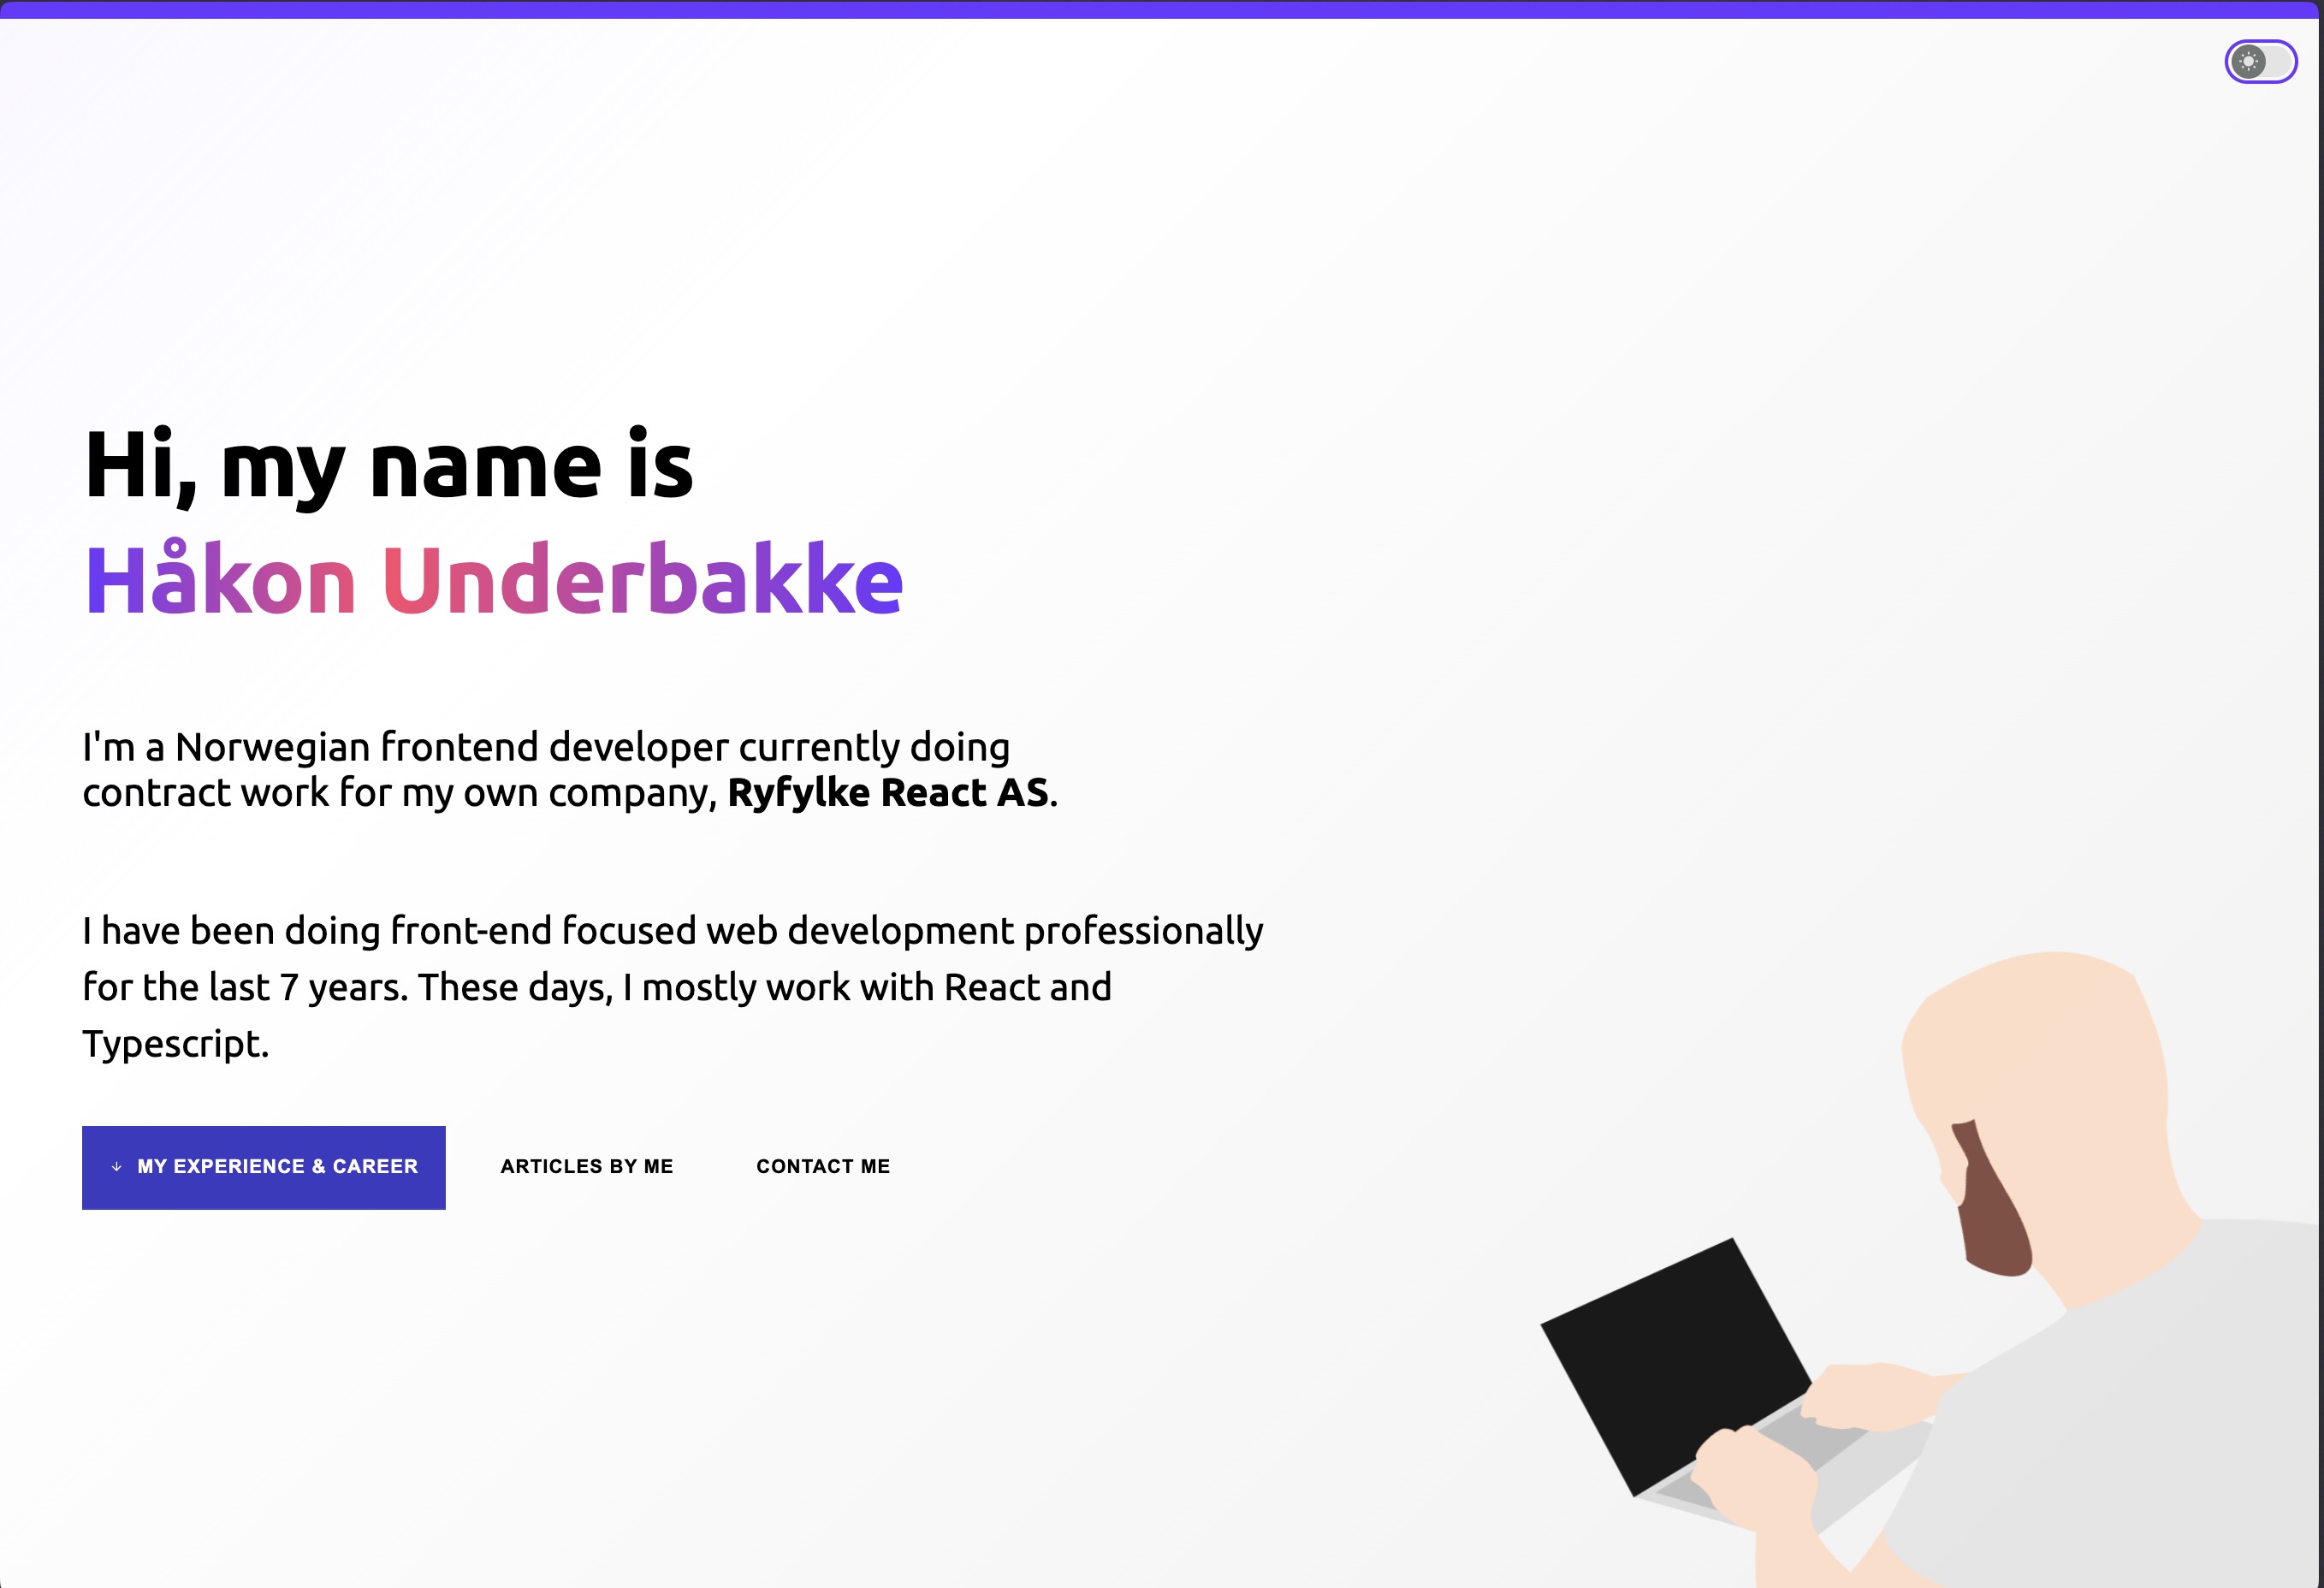 Hi, my name is
Håkon Underbakke
I'm a Norwegian frontend developer currently doing
contract work for my own company, Ryfylke React AS.
I have been doing front-end focused web development professionally
for the last 7 years. These days, I mostly work with React and
Typescript.
↓ MY EXPERIENCE & CAREER ARTICLES BY ME CONTACT ME